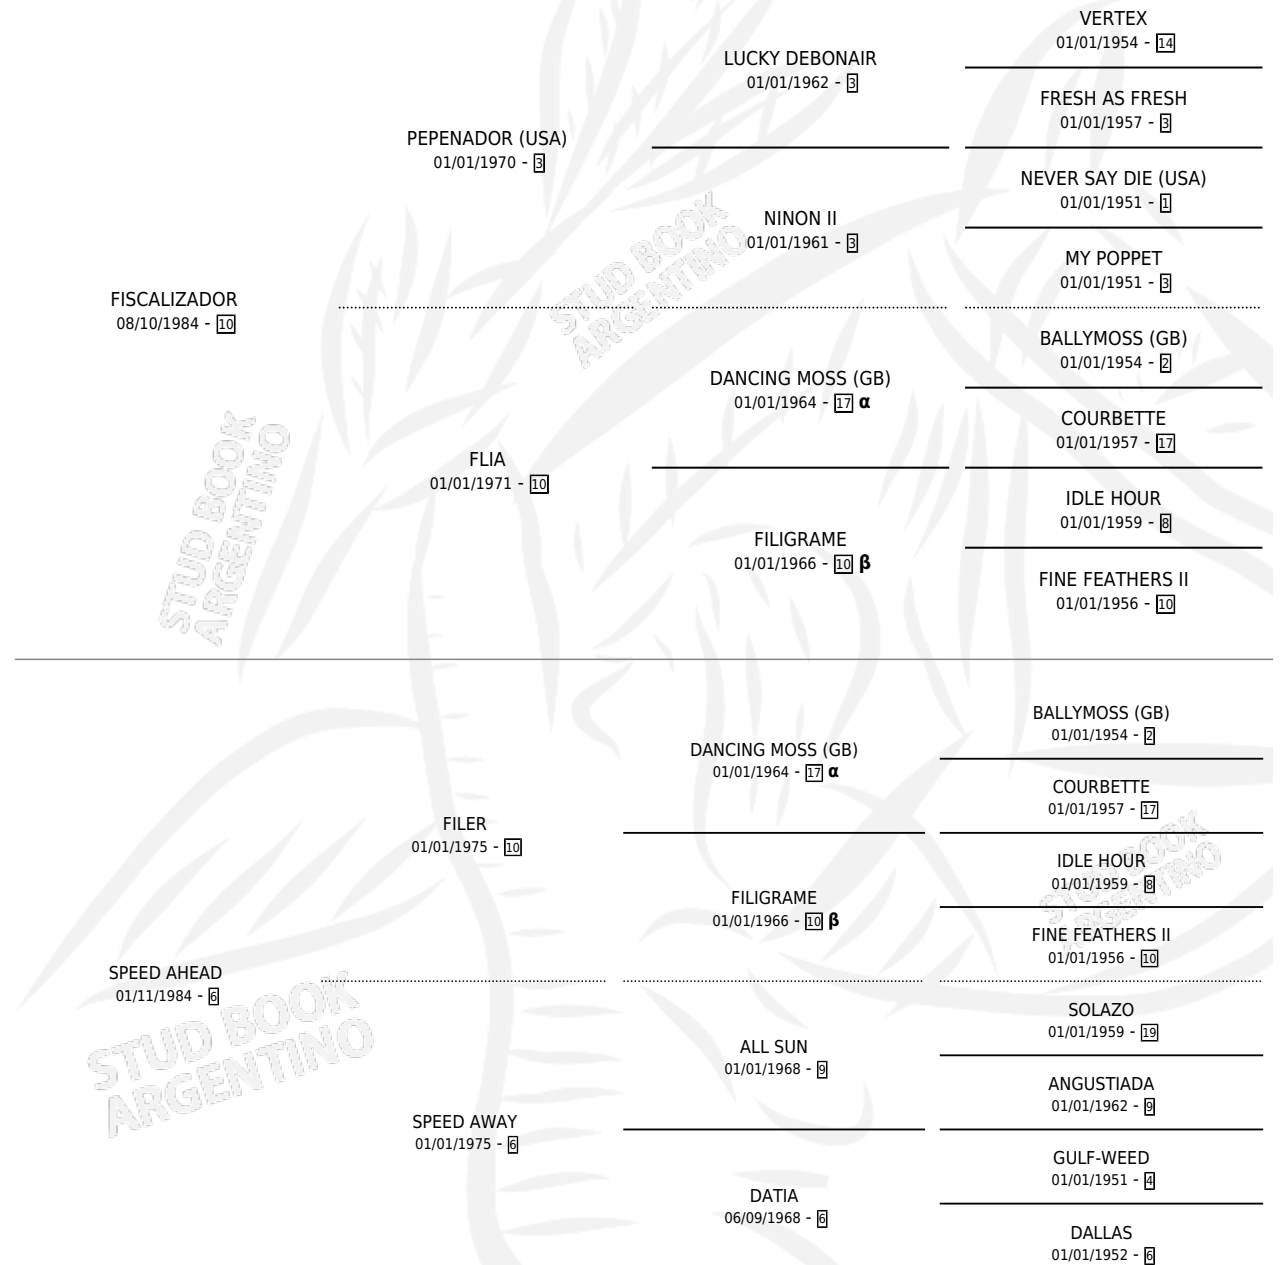 VERTEX
01/01/1954 - 14
LUCKY DEBONAIR
01/01/1962 - 3
FRESH AS FRESH
01/01/1957 - 3
PEPENADOR (USA)
01/01/1970 - 3
NEVER SAY DIE (USA)
01/01/1951 - 1
NINON II
01/01/1961 - 3
MY POPPET
01/01/1951 - 3
FISCALIZADOR
08/10/1984 - 10
BALLYMOSS (GB)
01/01/1954 - 2
DANCING MOSS (GB)
01/01/1964 - 17 α
COURBETTE
01/01/1957 - 17
FLIA
01/01/1971 - 10
IDLE HOUR
01/01/1959 - 8
FILIGRAME
01/01/1966 - 10 β
FINE FEATHERS II
01/01/1956 - 10
BALLYMOSS (GB)
01/01/1954 - 2
DANCING MOSS (GB)
01/01/1964 - 17 α
COURBETTE
01/01/1957 - 17
FILER
01/01/1975 - 10
IDLE HOUR
01/01/1959 - 8
FILIGRAME
01/01/1966 - 10 β
FINE FEATHERS II
01/01/1956 - 10
SPEED AHEAD
01/11/1984 - 6
SOLAZO
01/01/1959 - 19
ALL SUN
01/01/1968 - 9
ANGUSTIADA
01/01/1962 - 9
SPEED AWAY
01/01/1975 - 6
GULF-WEED
01/01/1951 - 4
DATIA
06/09/1968 - 6
DALLAS
01/01/1952 - 6
STUD BOOK
ARGENTINO
STUD BOOK
ARGENTINO
STUD BOOK
ARGENTINO
STUD BOOK
ARGENTINO